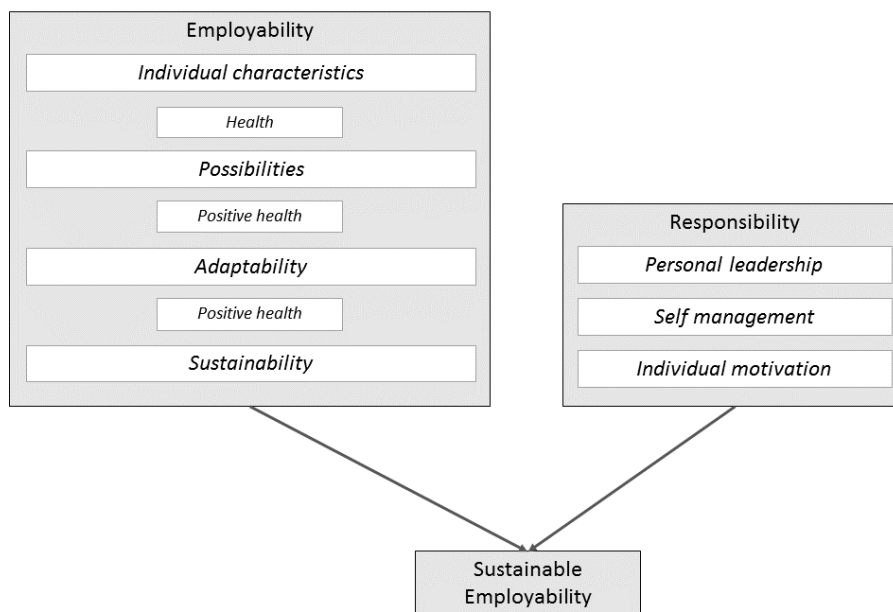 Employability
Individual characteristics
Health
Possibilities
Positive health
Adaptability
Positive health
Sustainability
Responsibility
Personal leadership
Self management
Individual motivation
Sustainable
Employability